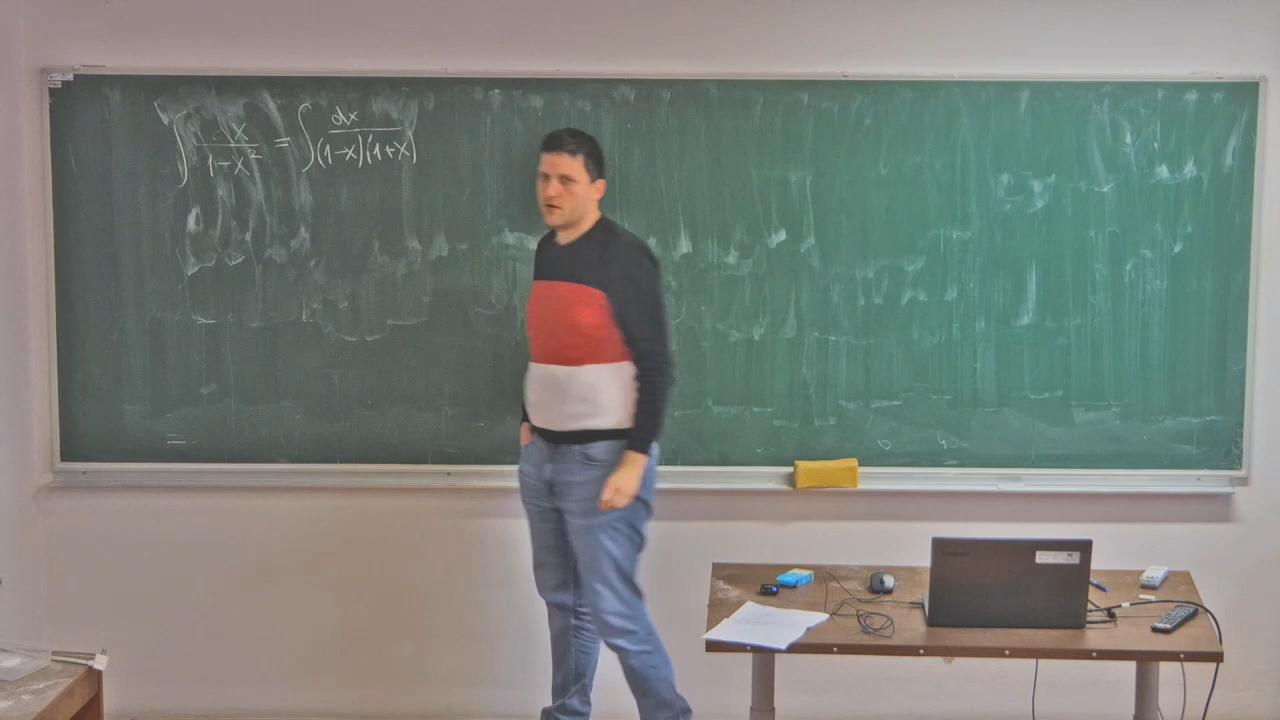 ∫ dx/(1-x²) = ∫ dx/((1-x)(1+x))